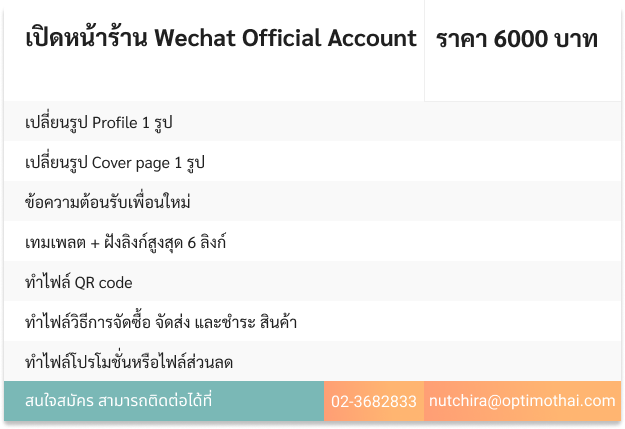 เปิดหน้าร้าน Wechat Official Account ราคา 6000 บาท
เปลี่ยนรูป Profile 1 รูป
เปลี่ยนรูป Cover page 1 รูป
ข้อความต้อนรับเพื่อนใหม่
เทมเพลต + ฝังลิงก์สูงสุด 6 ลิงก์
ทำไฟล์ QR code
ทำไฟล์วิธีการจัดซื้อ จัดส่ง และชำระ สินค้า
ทำไฟล์โปรโมชั่นหรือไฟล์ส่วนลด
สนใจสมัคร สามารถติดต่อได้ที่ 02-3682833 nutchira@optimothai.com